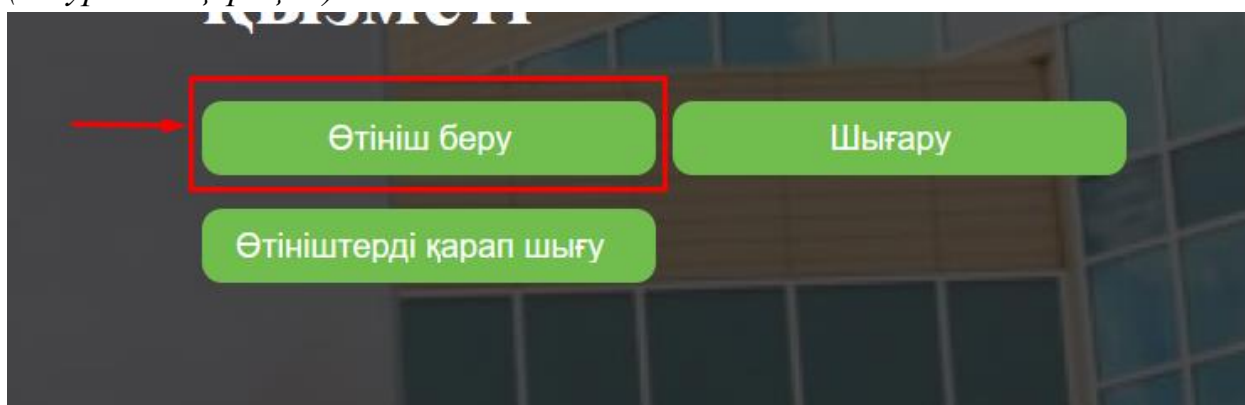 қызметі
Өтініш беру
Шығару
Өтініштерді қарап шығу